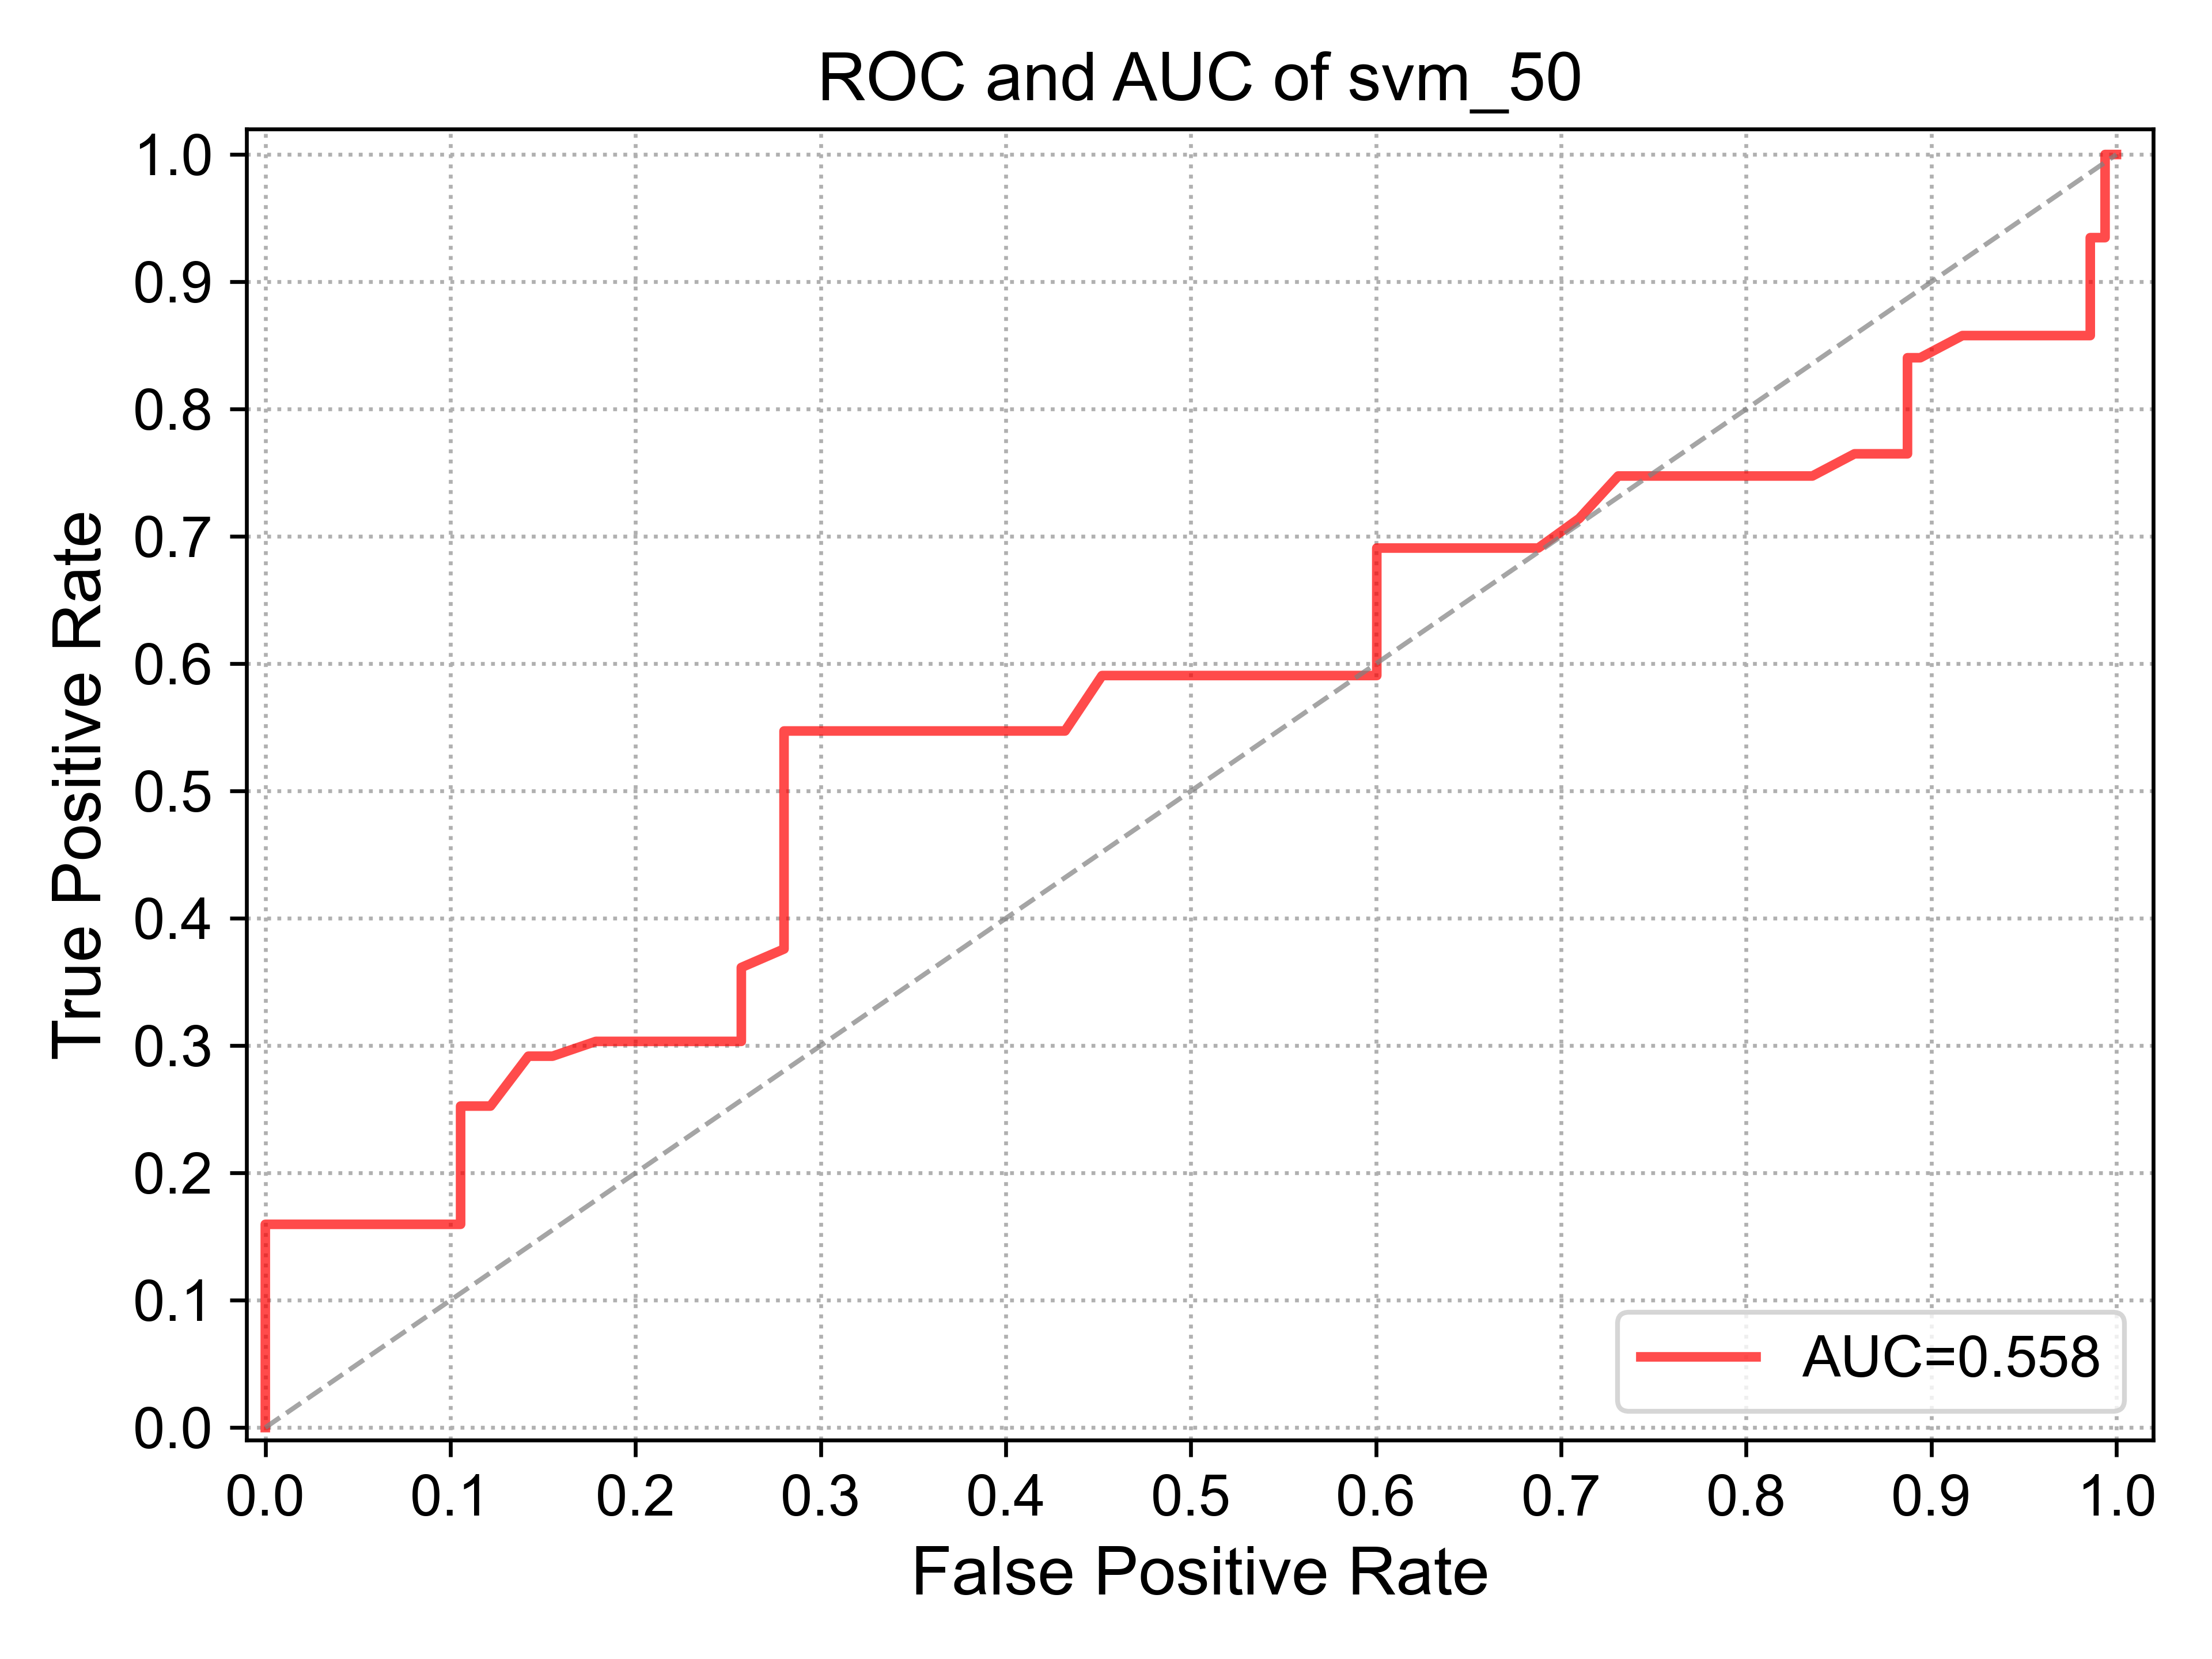 ROC and AUC of svm_50
1.0
0.9
0.8
0.7
0.6
0.5
0.4
0.3
0.2
0.1
0.0
True Positive Rate
AUC=0.558
0.0 0.1 0.2 0.3 0.4 0.5 0.6 0.7 0.8 0.9 1.0
False Positive Rate